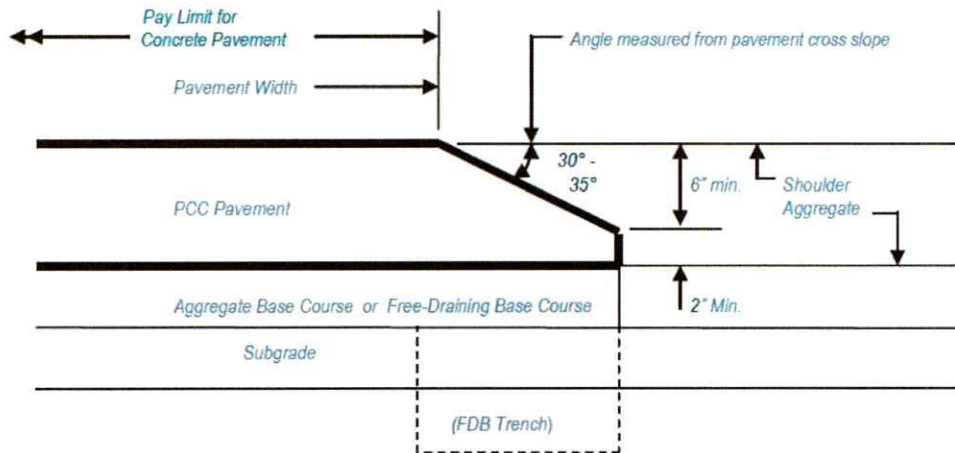 Pay Limit for
Concrete Pavement
Angle measured from pavement cross slope
Pavement Width
30° -
35°
6" min.
Shoulder
Aggregate
PCC Pavement
Aggregate Base Course or Free-Draining Base Course
2" Min.
Subgrade
(FDB Trench)